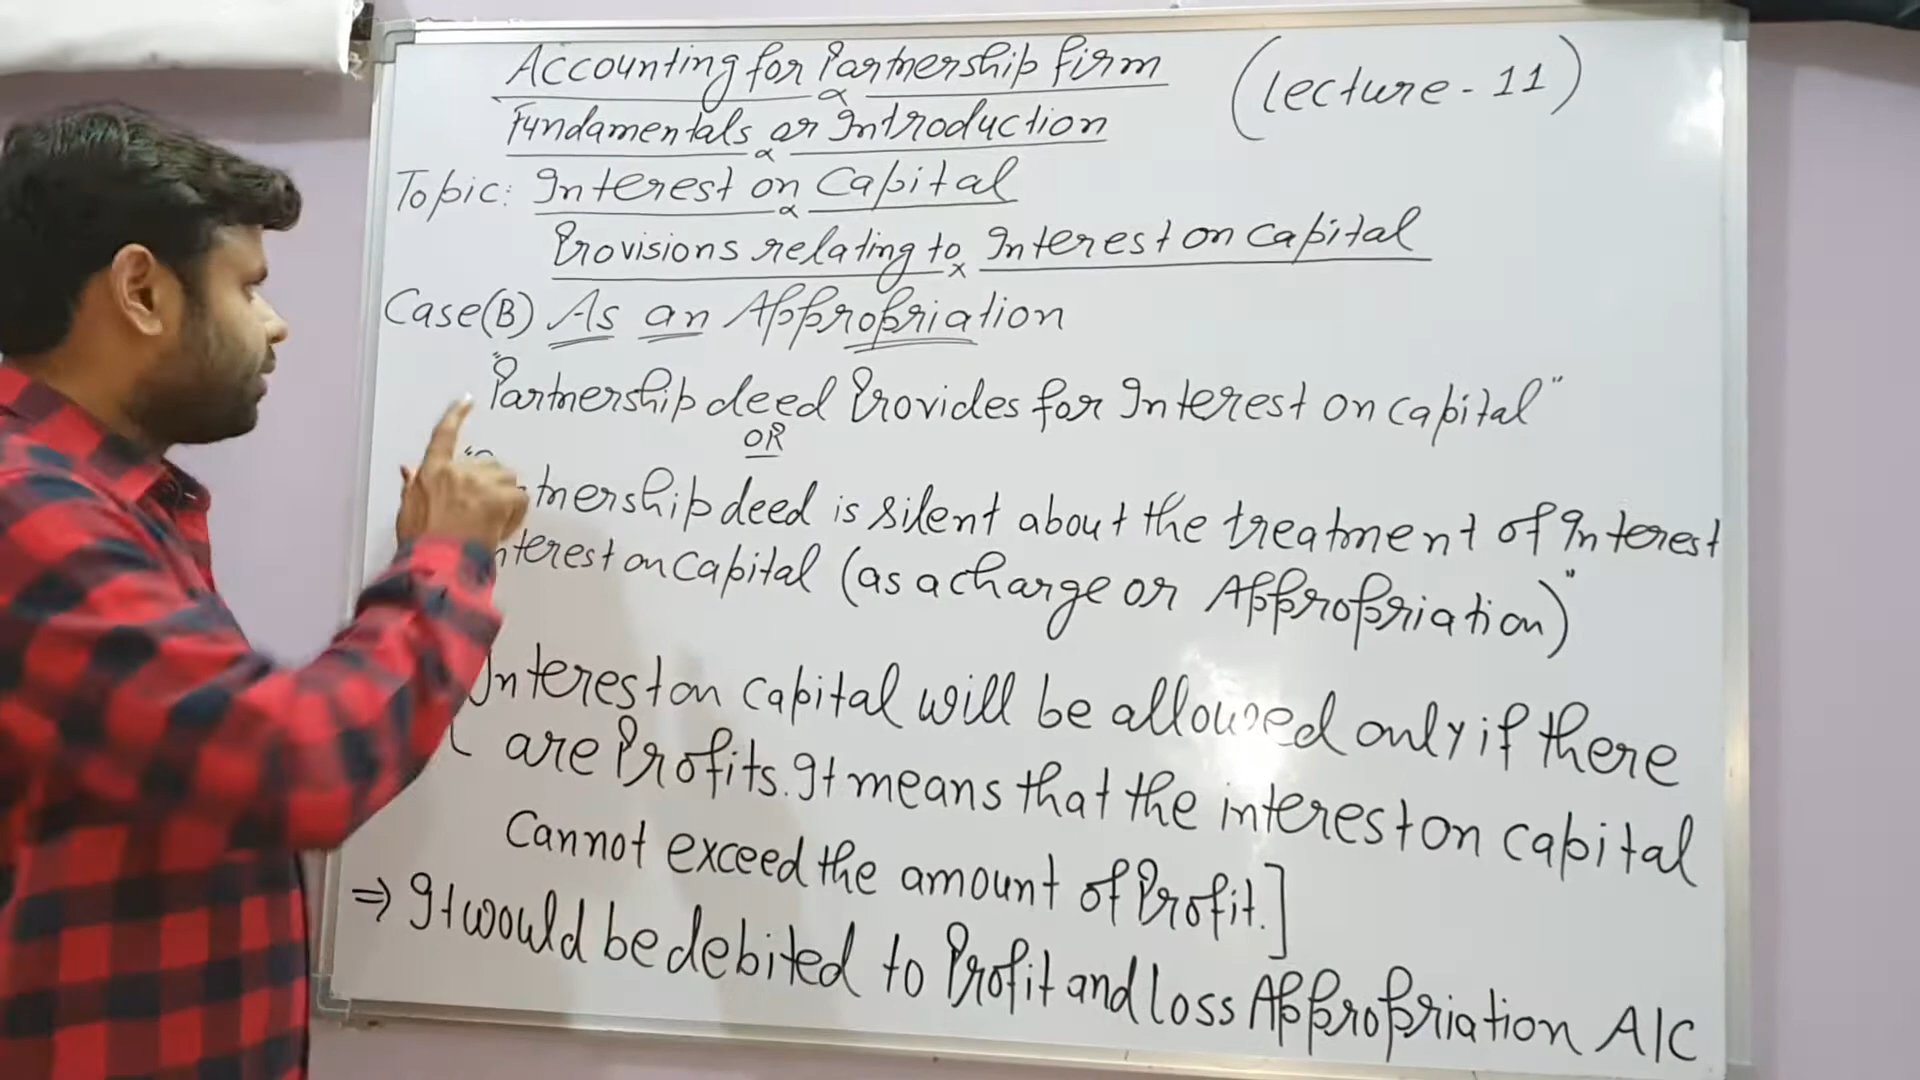 Accounting for Partnership firm
(Lecture-11)
Fundamentals or Introduction
Topic: Interest on Capital
Provisions relating to Interest on capital
Case(B) As an Appropriation
"Partnership deed Provides for Interest on capital"
OR
deed is silent about the treatment of Interest
on capital (as a charge or Appropriation)"
Interest on capital will be allowed only if there
are Profits. It means that the interest on capital
Cannot exceed the amount of Profit.]
⇒ It would be debited to Profit and loss Appropriation A/C